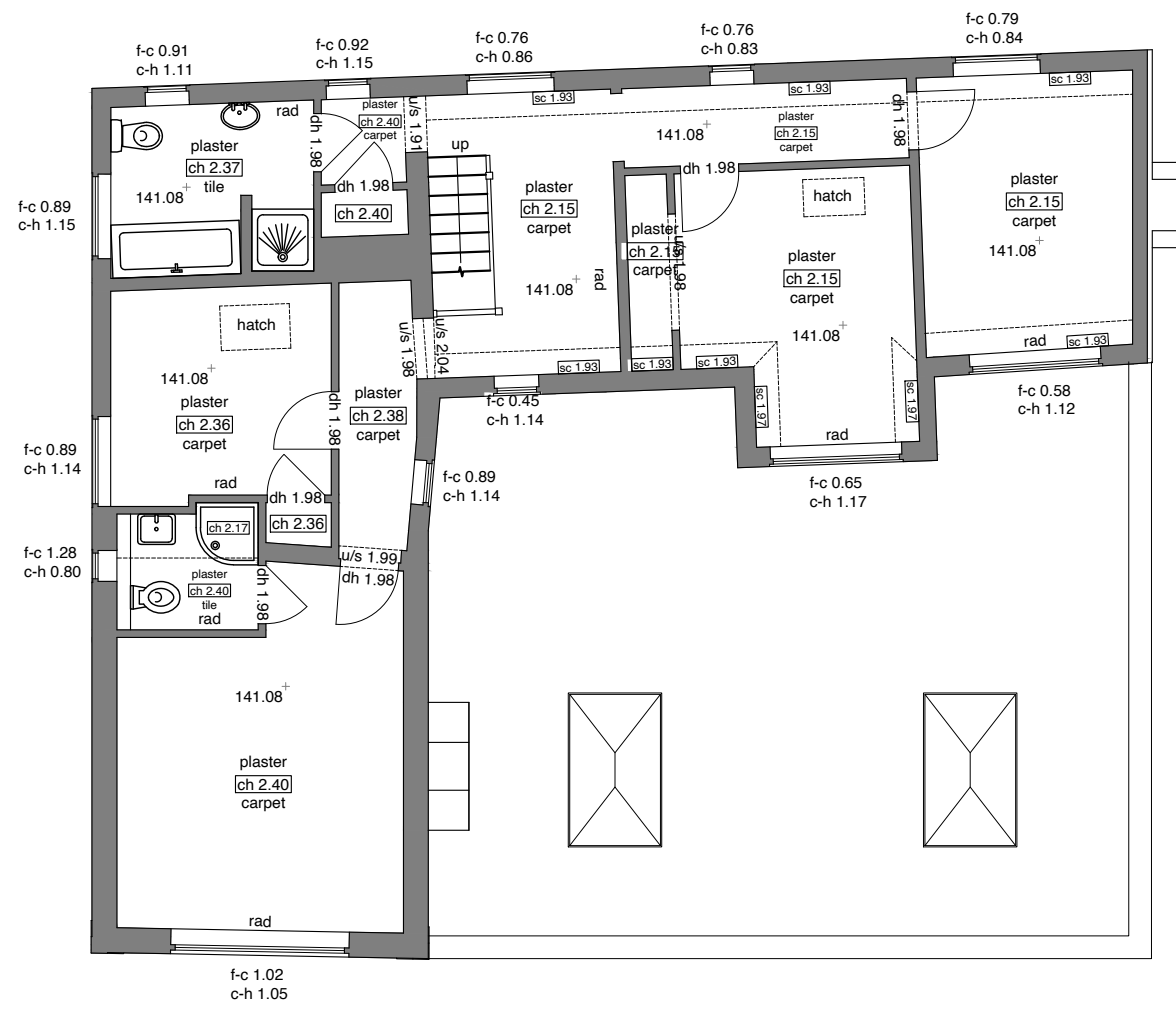 f-c 0.91
c-h 1.11
f-c 0.92
c-h 1.15
f-c 0.76
c-h 0.86
f-c 0.76
c-h 0.83
f-c 0.79
c-h 0.84
sc 1.93
sc 1.93
sc 1.93
rad
plaster
ch 2.37
tile
141.08
dh 1.98
plaster
ch 2.40
carpet
u/s 1.91
dh 1.98
ch 2.40
up
plaster
ch 2.15
carpet
141.08
rad
141.08
plaster
ch 2.15
carpet
dh 1.98
dh 1.98
plaster
ch 2.15
carpet
u/s 1.98
hatch
plaster
ch 2.15
carpet
141.08
plaster
ch 2.15
carpet
141.08
f-c 0.89
c-h 1.15
hatch
141.08
plaster
ch 2.36
carpet
rad
dh 1.98
u/s 1.98
u/s 2.04
plaster
ch 2.38
carpet
sc 1.93
sc 1.93
sc 1.93
sc 1.97
sc 1.97
rad
rad
sc 1.93
f-c 0.45
c-h 1.14
f-c 0.58
c-h 1.12
f-c 0.65
c-h 1.17
f-c 0.89
c-h 1.14
f-c 0.89
c-h 1.14
dh 1.98
ch 2.36
ch 2.17
f-c 1.28
c-h 0.80
plaster
ch 2.40
tile
rad
dh 1.98
u/s 1.99
dh 1.98
141.08
plaster
ch 2.40
carpet
rad
f-c 1.02
c-h 1.05